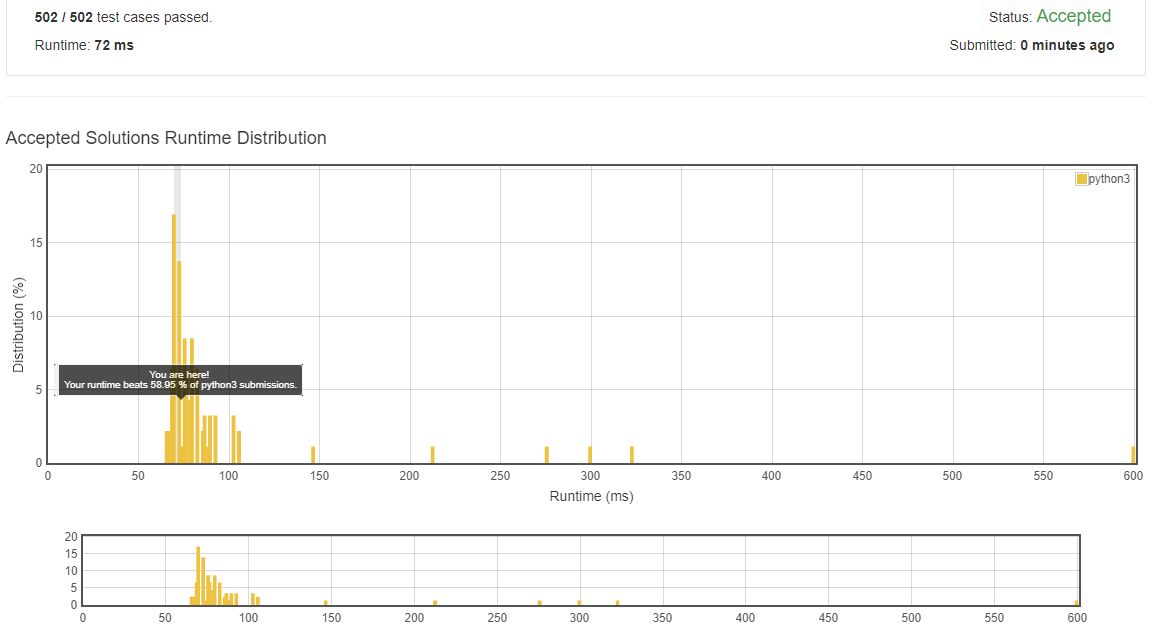 502 / 502 test cases passed.
Status: Accepted
Runtime: 72 ms
Submitted: 0 minutes ago
Accepted Solutions Runtime Distribution
python3
Distribution (%)
20
15
10
5
0
You are here!
Your runtime beats 58.95 % of python3 submissions.
0 50 100 150 200 250 300 350 400 450 500 550 600
Runtime (ms)
20
15
10
5
0
0 50 100 150 200 250 300 350 400 450 500 550 600